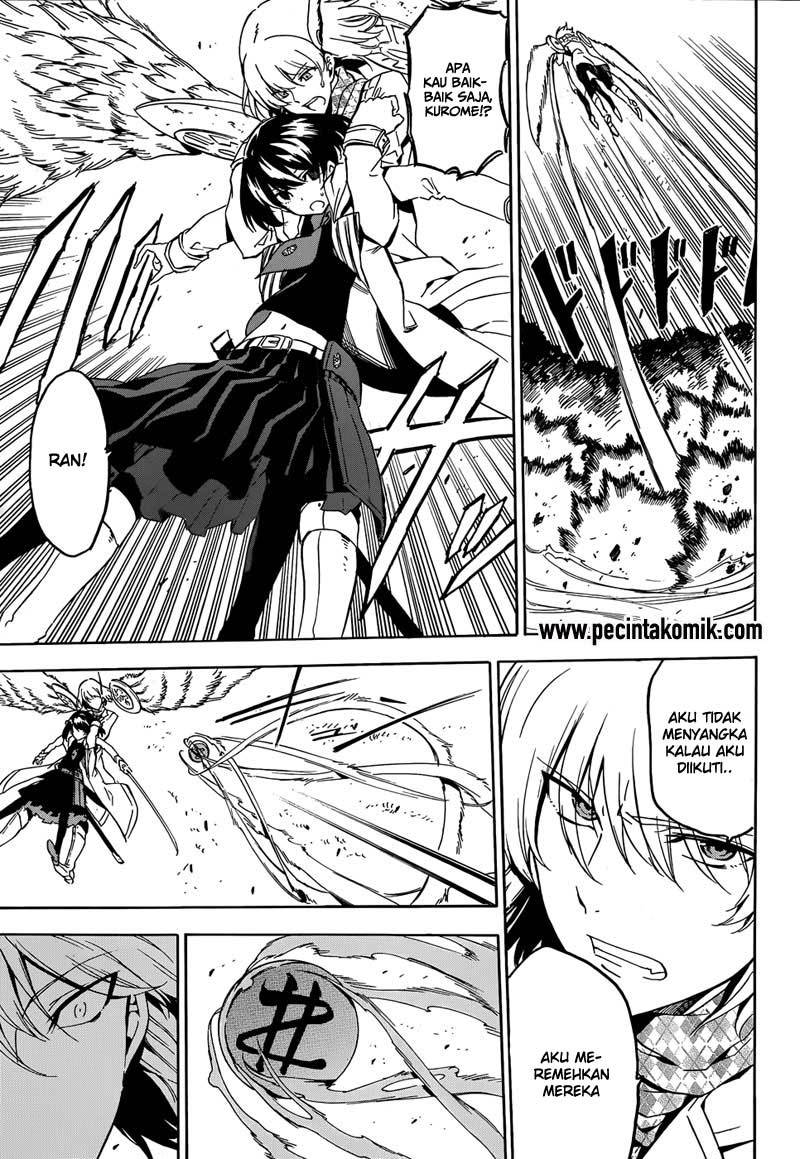 ドドドド
APA
KAU BAIK-
BAIK SAJA,
KUROME!?
RAN!
www.pecintakomik.com
AKU TIDAK
MENYANGKA
KALAU AKU
DIIKUTI..
AKU ME-
REMEHKAN
MEREKA